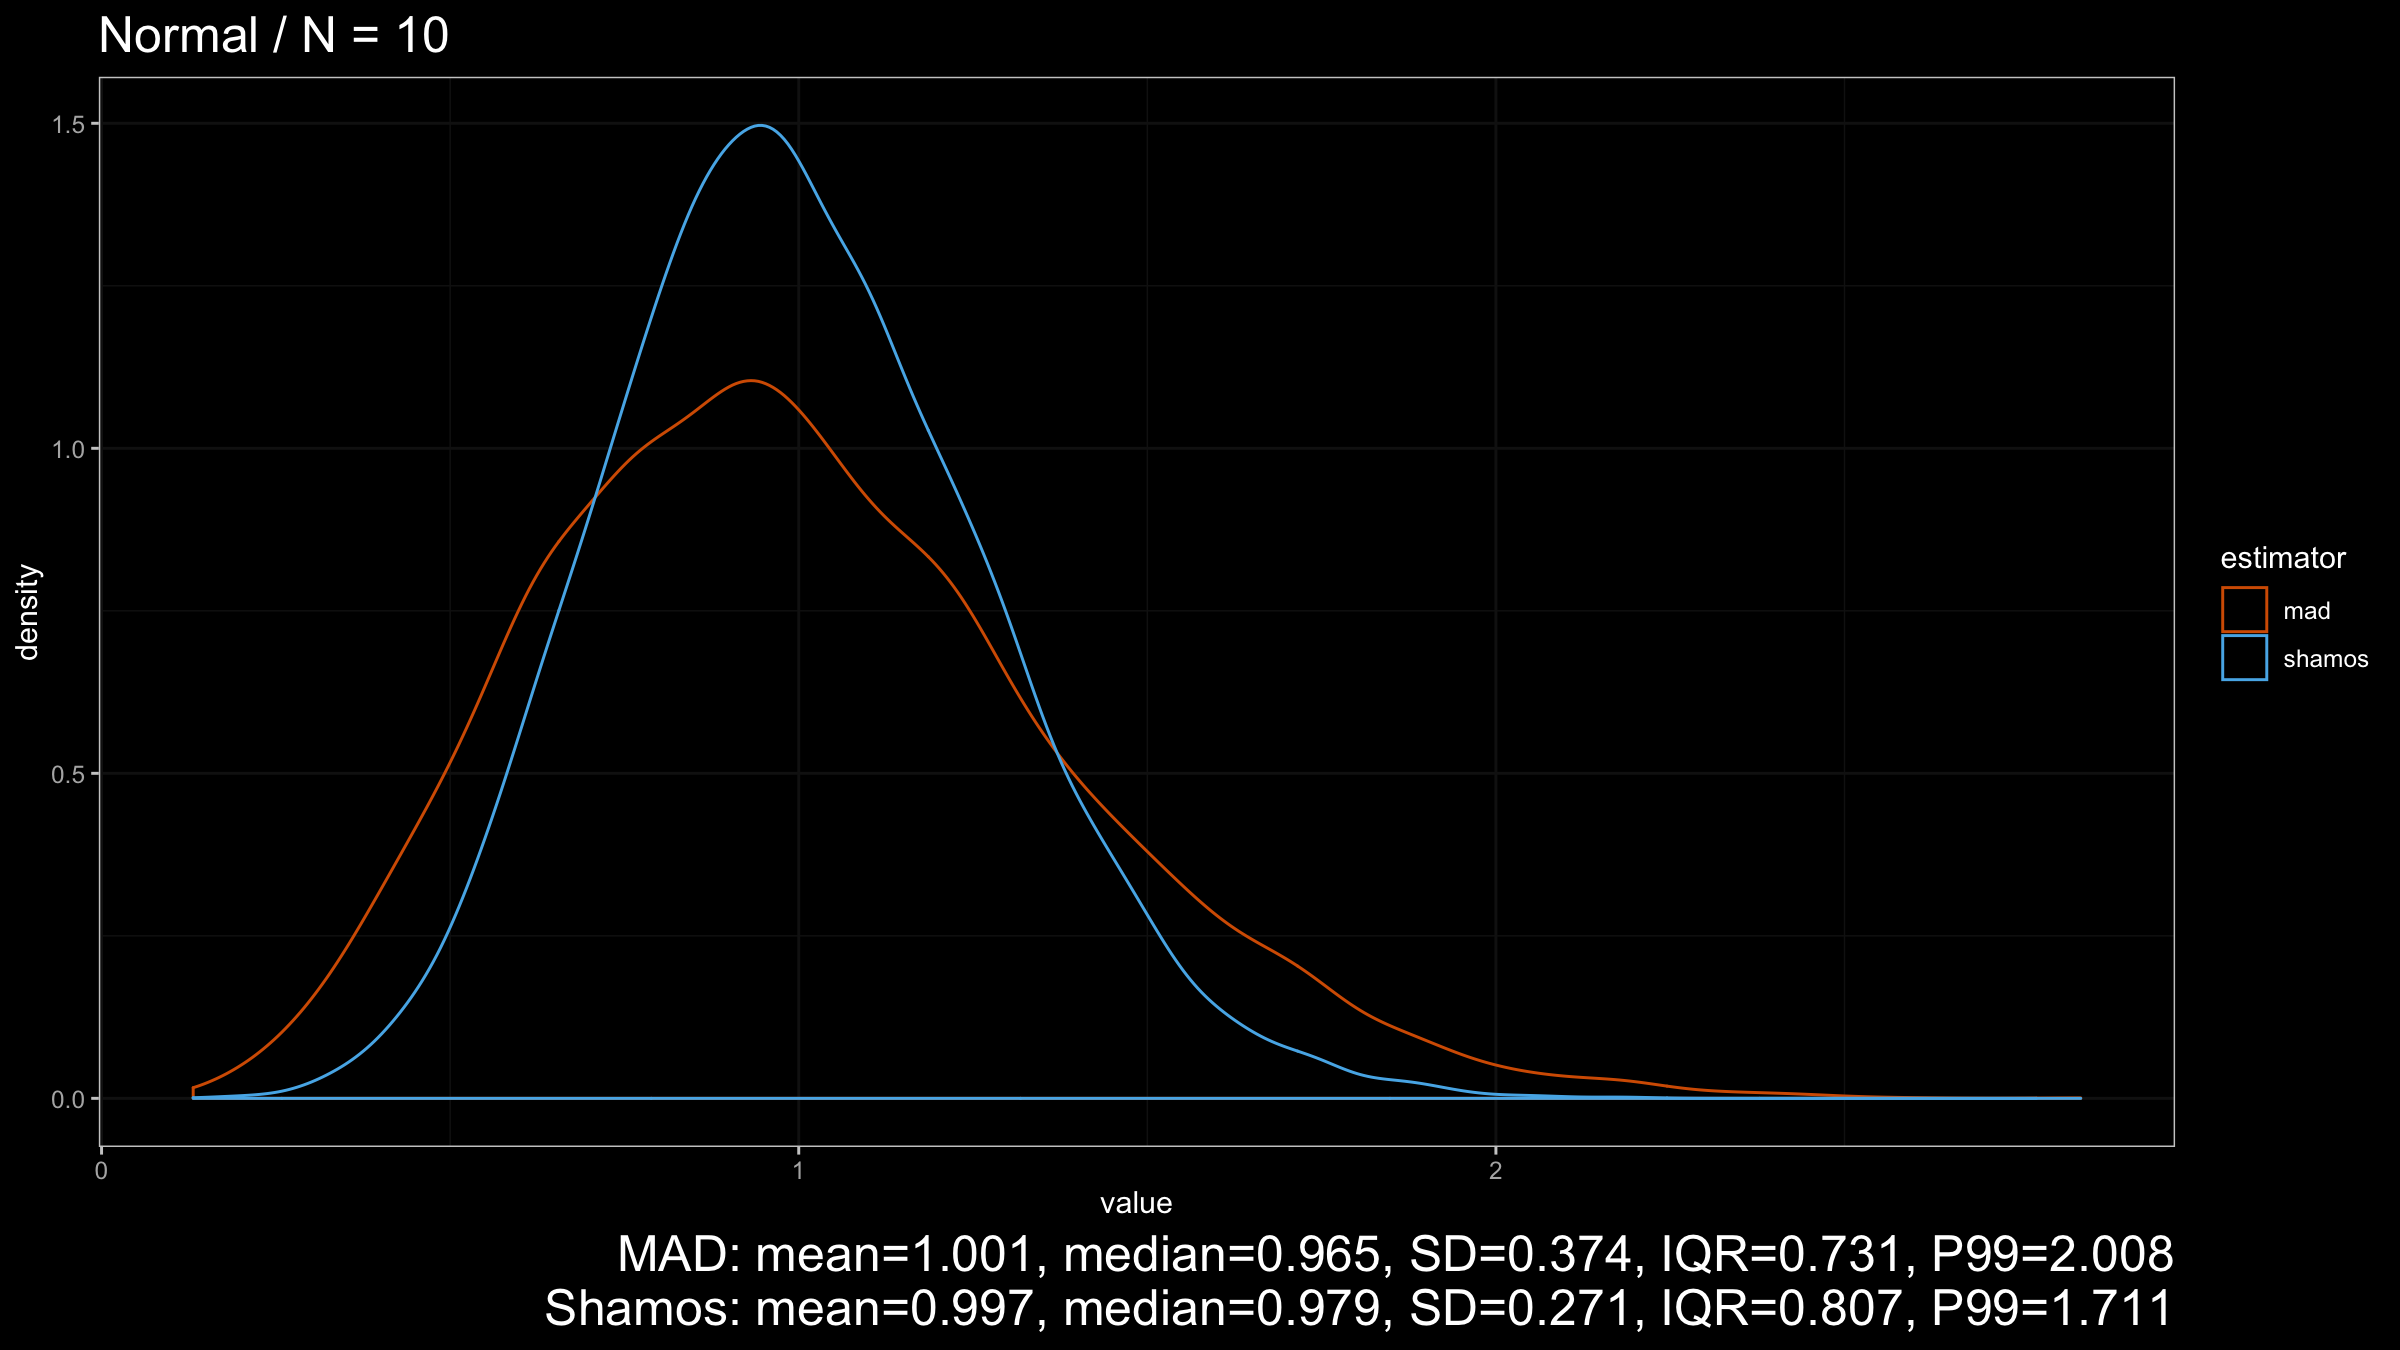 Normal / N = 10
density
1.5
1.0
0.5
0.0
0
1
2
value
estimator
mad
shamos
MAD: mean=1.001, median=0.965, SD=0.374, IQR=0.731, P99=2.008
Shamos: mean=0.997, median=0.979, SD=0.271, IQR=0.807, P99=1.711